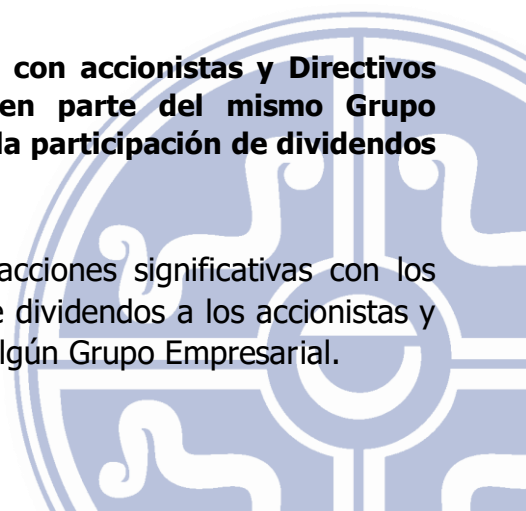 con accionistas y Directivos
en parte del mismo Grupo
la participación de dividendos
acciones significativas con los
dividendos a los accionistas y
algún Grupo Empresarial.